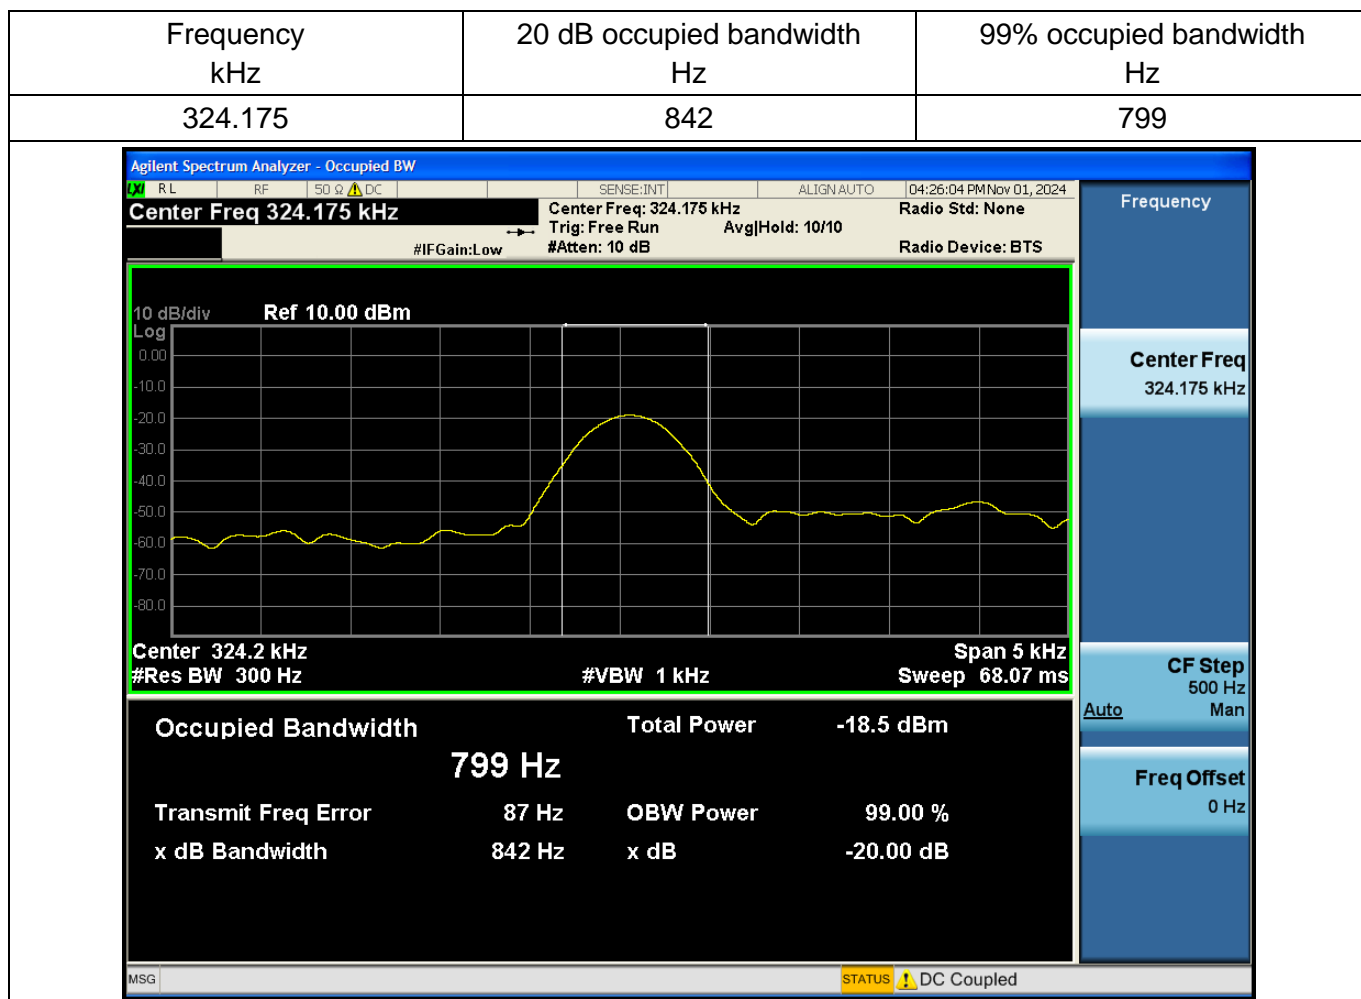 Frequency
kHz
20 dB occupied bandwidth
Hz
99% occupied bandwidth
Hz
324.175
842
799
Agilent Spectrum Analyzer - Occupied BW
LXI RL RF 50 Ω DC SENSE:INT ALIGN AUTO 04:26:04 PM Nov 01, 2024
Center Freq 324.175 kHz
Center Freq: 324.175 kHz
Radio Std: None
Trig: Free Run Avg|Hold: 10/10
#IFGain:Low
#Atten: 10 dB
Radio Device: BTS
10 dB/div Ref 10.00 dBm
Log
0.00
-10.0
-20.0
-30.0
-40.0
-50.0
-60.0
-70.0
-80.0
Center 324.2 kHz Span 5 kHz
#Res BW 300 Hz #VBW 1 kHz Sweep 68.07 ms
Occupied Bandwidth Total Power -18.5 dBm
799 Hz
Transmit Freq Error 87 Hz OBW Power 99.00 %
x dB Bandwidth 842 Hz x dB -20.00 dB
Frequency
Center Freq
324.175 kHz
CF Step
500 Hz
Auto Man
Freq Offset
0 Hz
MSG STATUS DC Coupled